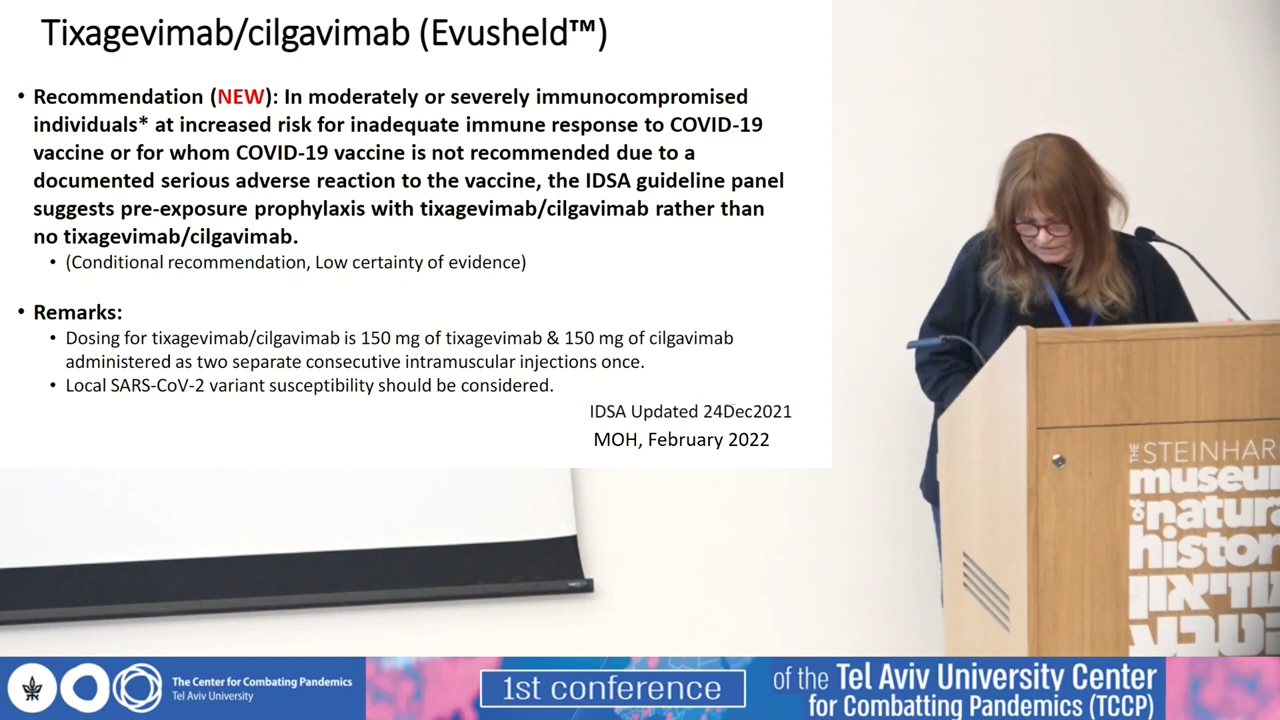 Tixagevimab/cilgavimab (Evusheld™)
• Recommendation (NEW): In moderately or severely immunocompromised
individuals* at increased risk for inadequate immune response to COVID-19
vaccine or for whom COVID-19 vaccine is not recommended due to a
documented serious adverse reaction to the vaccine, the IDSA guideline panel
suggests pre-exposure prophylaxis with tixagevimab/cilgavimab rather than
no tixagevimab/cilgavimab.
• (Conditional recommendation, Low certainty of evidence)
• Remarks:
• Dosing for tixagevimab/cilgavimab is 150 mg of tixagevimab & 150 mg of cilgavimab
administered as two separate consecutive intramuscular injections once.
• Local SARS-CoV-2 variant susceptibility should be considered.
IDSA Updated 24Dec2021
MOH, February 2022
THE STEINHAR
museu
of natura
histor
מוזיאון
הטבע
The Center for Combating Pandemics
Tel Aviv University
1st conference
of the Tel Aviv University Center
for Combatting Pandemics (TCCP)